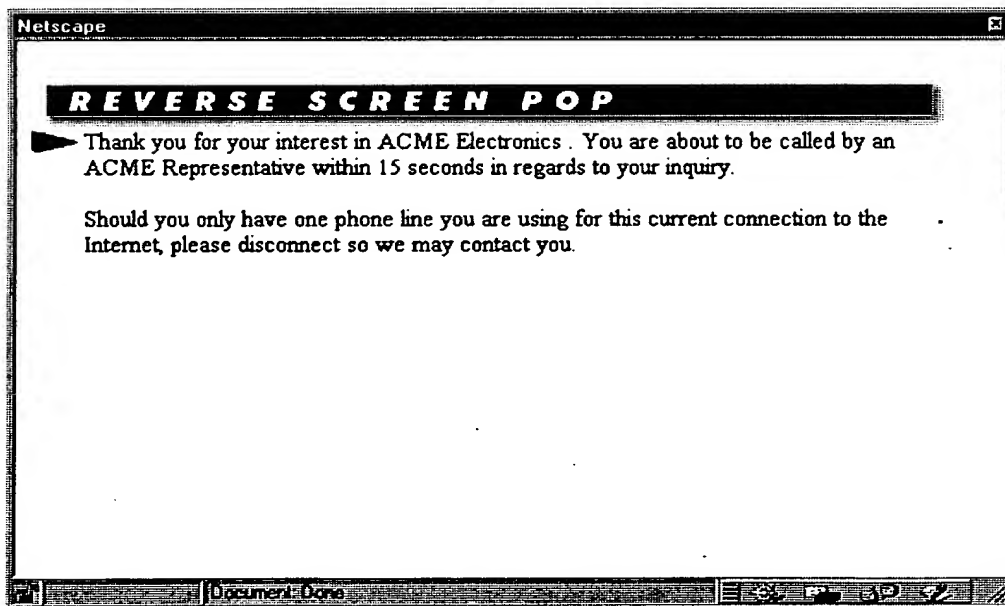 Netscape
REVERSE SCREEN POP
Thank you for your interest in ACME Electronics . You are about to be called by an
ACME Representative within 15 seconds in regards to your inquiry.
Should you only have one phone line you are using for this current connection to the
Internet, please disconnect so we may contact you.
Document: Done